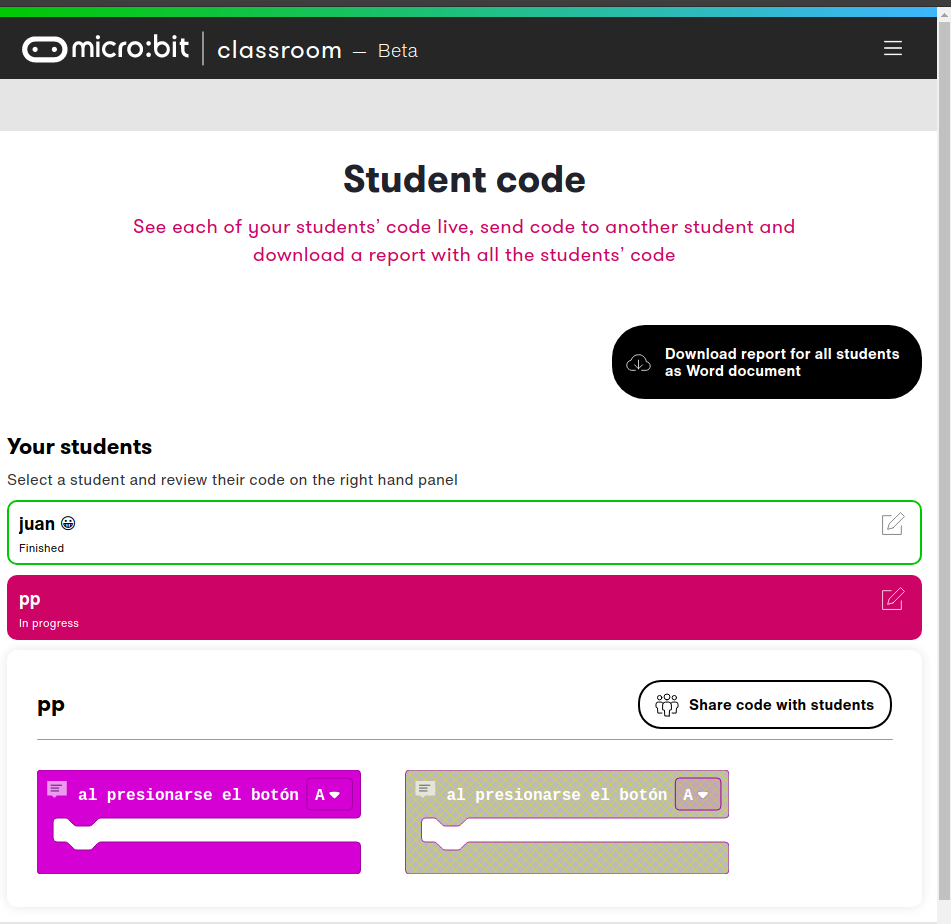 micro:bit classroom – Beta
Student code
See each of your students' code live, send code to another student and
download a report with all the students' code
Download report for all students
as Word document
Your students
Select a student and review their code on the right hand panel
juan 😀
Finished
pp
In progress
pp
Share code with students
al presionarse el botón A
al presionarse el botón A